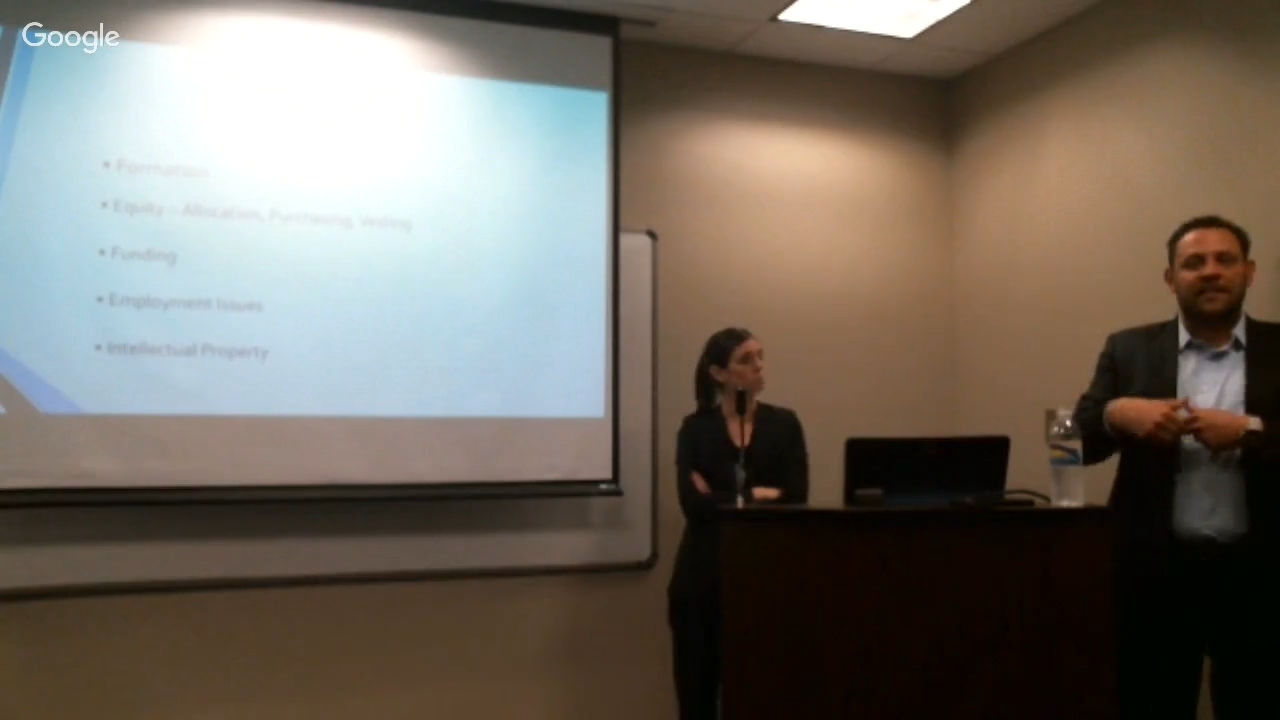 Google
• Formation
• Equity – Allocation, Purchasing, Vesting
• Funding
• Employment Issues
• Intellectual Property